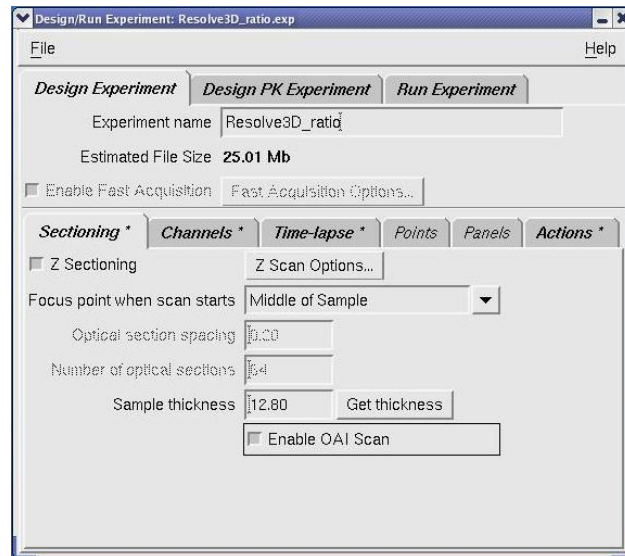 Design/Run Experiment: Resolve3D_ratio.exp
File Help
Design Experiment Design PK Experiment Run Experiment
Experiment name Resolve3D_ratio
Estimated File Size 25.01 Mb
Enable Fast Acquisition Fast Acquisition Options...
Sectioning * Channels * Time-lapse * Points Panels Actions *
Z Sectioning Z Scan Options...
Focus point when scan starts Middle of Sample
Optical section spacing 0.20
Number of optical sections 64
Sample thickness 12.80 Get thickness
Enable OAI Scan